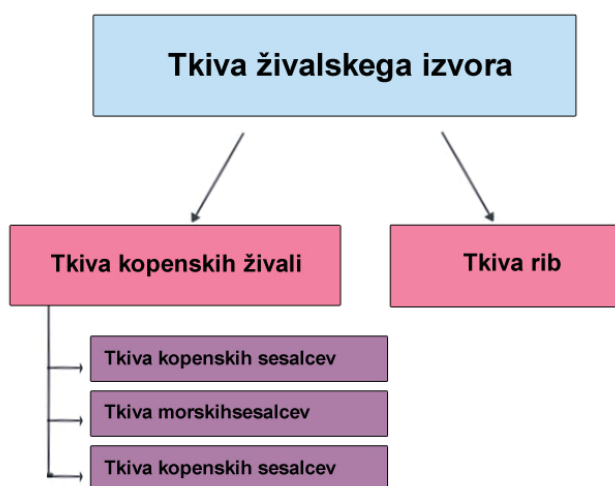 Tkiva živalskega izvora
Tkiva kopenskih živali
Tkiva rib
Tkiva kopenskih sesalcev
Tkiva morskihsesalcev
Tkiva kopenskih sesalcev